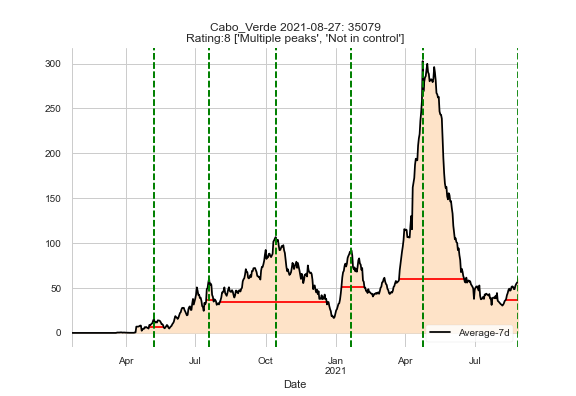 Cabo_Verde 2021-08-27: 35079
Rating:8 ['Multiple peaks', 'Not in control']
300
250
200
150
100
50
0
Apr
Jul
Oct
Jan
2021
Apr
Jul
Average-7d
Date